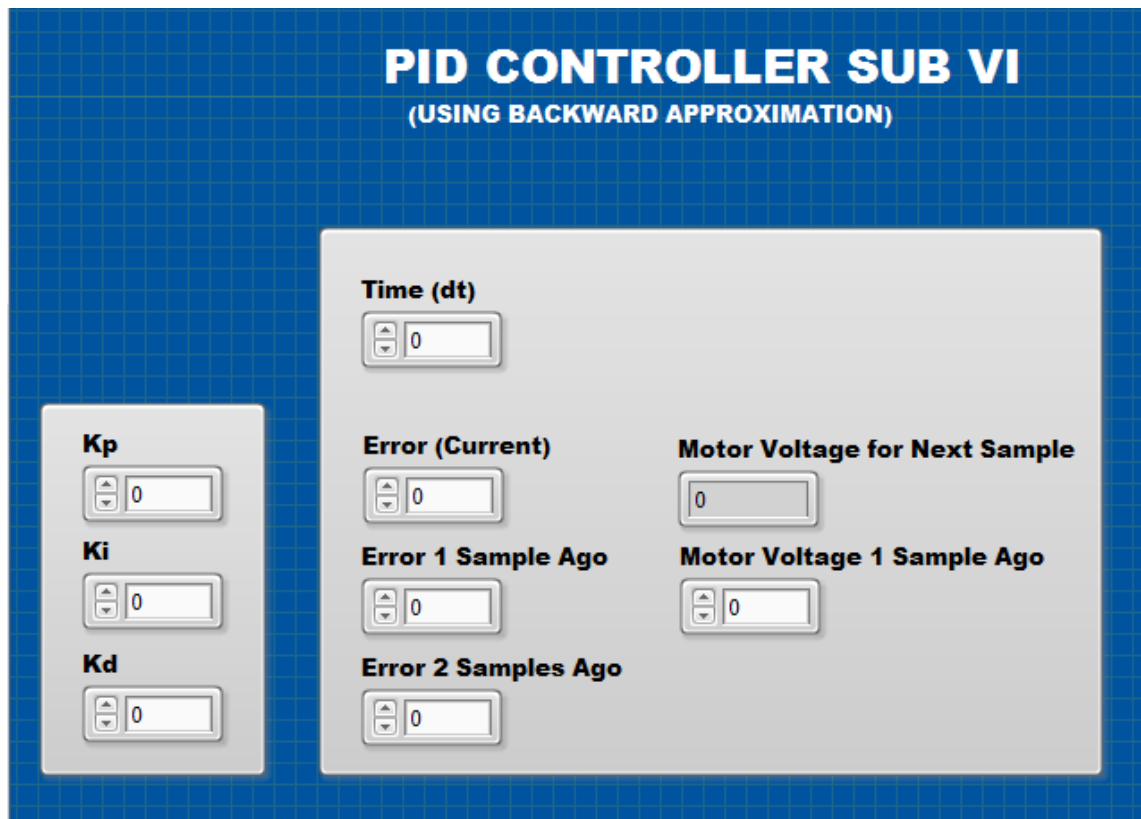 PID CONTROLLER SUB VI
(USING BACKWARD APPROXIMATION)
Time (dt)
0
Kp
0
Ki
0
Kd
0
Error (Current)
0
Error 1 Sample Ago
0
Error 2 Samples Ago
0
Motor Voltage for Next Sample
0
Motor Voltage 1 Sample Ago
0